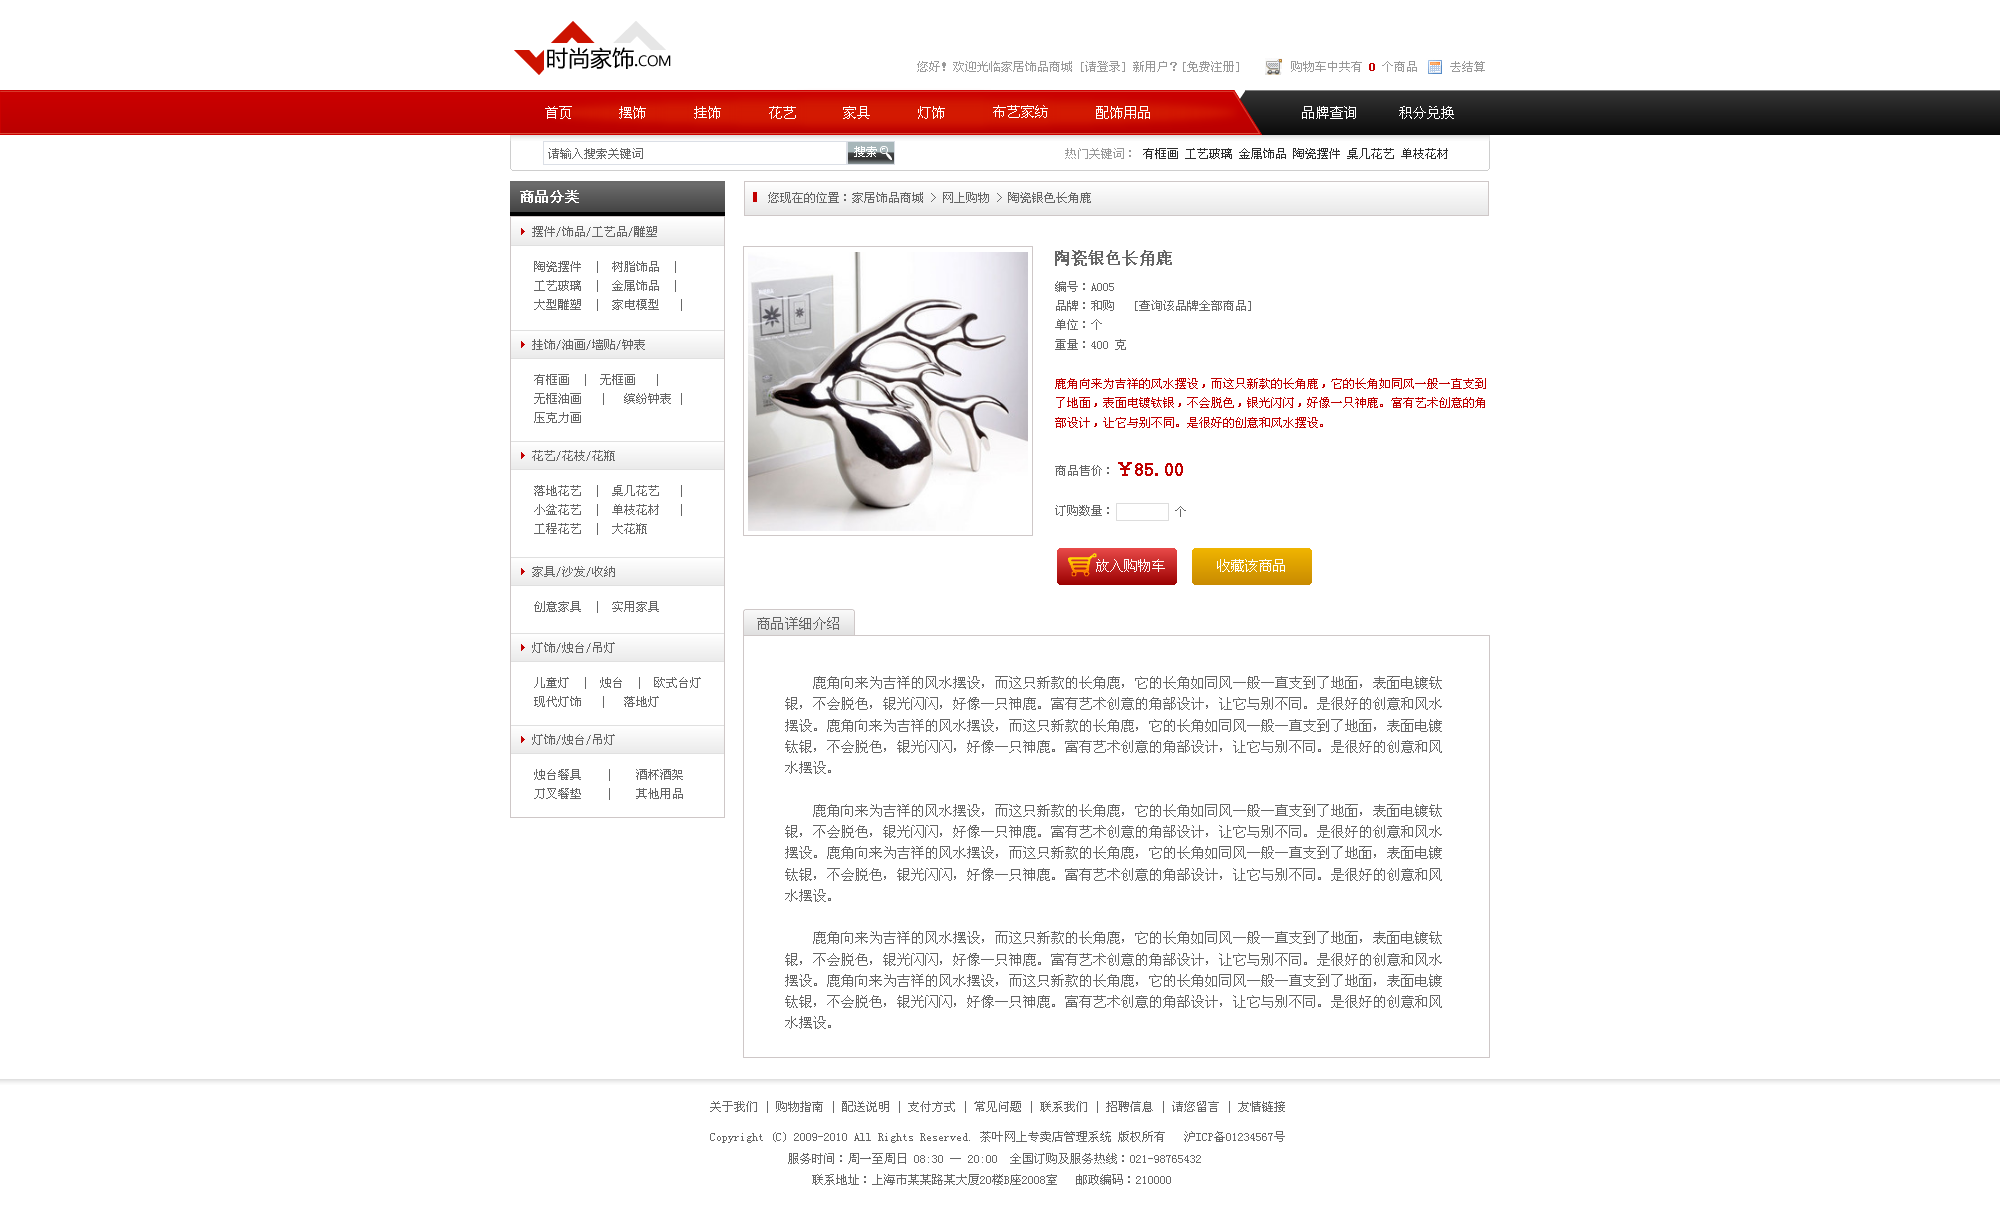 时尚家饰.COM
您好! 欢迎光临家居饰品商城 [请登录] 新用户? [免费注册] 购物车中共有 0 个商品 去结算
首页 摆饰 挂饰 花艺 家具 灯饰 布艺家纺 配饰用品 品牌查询 积分兑换
请输入搜索关键词 搜索 热门关键词： 有框画 工艺玻璃 金属饰品 陶瓷摆件 桌几花艺 单枝花材
商品分类
摆件/饰品/工艺品/雕塑
陶瓷摆件 | 树脂饰品 |
工艺玻璃 | 金属饰品 |
大型雕塑 | 家电模型 |
挂饰/油画/墙贴/钟表
有框画 | 无框画 |
无框油画 | 缤纷钟表 |
压克力画
花艺/花枝/花瓶
落地花艺 | 桌几花艺 |
小盆花艺 | 单枝花材 |
工程花艺 | 大花瓶
家具/沙发/收纳
创意家具 | 实用家具
灯饰/烛台/吊灯
儿童灯 | 烛台 | 欧式台灯
现代灯饰 | 落地灯
灯饰/烛台/吊灯
烛台餐具 | 酒杯酒架
刀叉餐垫 | 其他用品
您现在的位置：家居饰品商城 > 网上购物 > 陶瓷银色长角鹿
陶瓷银色长角鹿
编号：A005
品牌：和购 [查询该品牌全部商品]
单位：个
重量：400 克
鹿角向来为吉祥的风水摆设，而这只新款的长角鹿，它的长角如同风一般一直支到
了地面，表面电镀钛银，不会脱色，银光闪闪，好像一只神鹿。富有艺术创意的角
部设计，让它与别不同。是很好的创意和风水摆设。
商品售价：￥85.00
订购数量： 个
放入购物车 收藏该商品
商品详细介绍
鹿角向来为吉祥的风水摆设，而这只新款的长角鹿，它的长角如同风一般一直支到了地面，表面电镀钛
银，不会脱色，银光闪闪，好像一只神鹿。富有艺术创意的角部设计，让它与别不同。是很好的创意和风水
摆设。鹿角向来为吉祥的风水摆设，而这只新款的长角鹿，它的长角如同风一般一直支到了地面，表面电镀
钛银，不会脱色，银光闪闪，好像一只神鹿。富有艺术创意的角部设计，让它与别不同。是很好的创意和风
水摆设。
鹿角向来为吉祥的风水摆设，而这只新款的长角鹿，它的长角如同风一般一直支到了地面，表面电镀钛
银，不会脱色，银光闪闪，好像一只神鹿。富有艺术创意的角部设计，让它与别不同。是很好的创意和风水
摆设。鹿角向来为吉祥的风水摆设，而这只新款的长角鹿，它的长角如同风一般一直支到了地面，表面电镀
钛银，不会脱色，银光闪闪，好像一只神鹿。富有艺术创意的角部设计，让它与别不同。是很好的创意和风
水摆设。
鹿角向来为吉祥的风水摆设，而这只新款的长角鹿，它的长角如同风一般一直支到了地面，表面电镀钛
银，不会脱色，银光闪闪，好像一只神鹿。富有艺术创意的角部设计，让它与别不同。是很好的创意和风水
摆设。鹿角向来为吉祥的风水摆设，而这只新款的长角鹿，它的长角如同风一般一直支到了地面，表面电镀
钛银，不会脱色，银光闪闪，好像一只神鹿。富有艺术创意的角部设计，让它与别不同。是很好的创意和风
水摆设。
关于我们 | 购物指南 | 配送说明 | 支付方式 | 常见问题 | 联系我们 | 招聘信息 | 请您留言 | 友情链接
Copyright (C) 2009-2010 All Rights Reserved. 茶叶网上专卖店管理系统 版权所有 沪ICP备01234567号
服务时间：周一至周日 08:30 — 20:00 全国订购及服务热线：021-98765432
联系地址：上海市某某路某大厦20楼B座2008室 邮政编码：210000